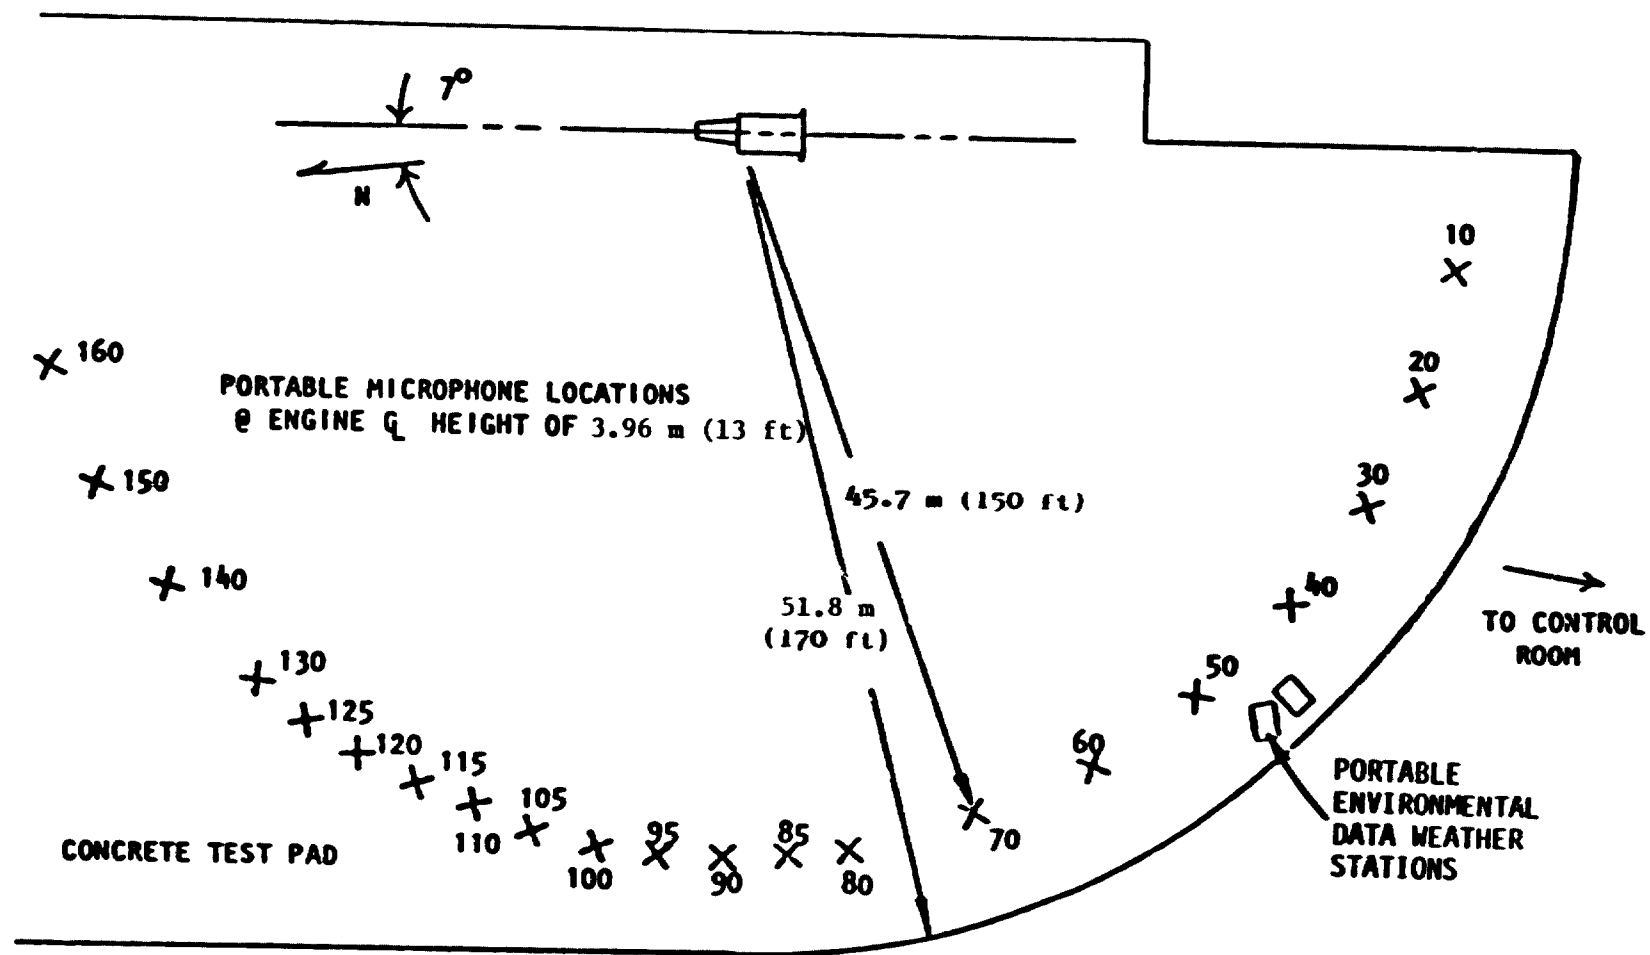 7°
N
10
20
160
PORTABLE MICROPHONE LOCATIONS
@ ENGINE ℄ HEIGHT OF 3.96 m (13 ft)
150
30
45.7 m (150 ft)
140
40
51.8 m
(170 ft)
TO CONTROL
ROOM
130
50
125
120
60
115
PORTABLE
ENVIRONMENTAL
DATA WEATHER
STATIONS
105
110
95
85
70
CONCRETE TEST PAD
100
90
80